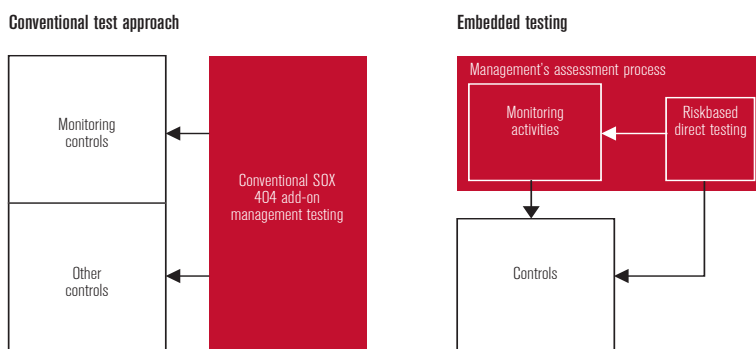 Conventional test approach
Monitoring
controls
Other
controls
Conventional SOX
404 add-on
management testing
Embedded testing
Management's assessment process
Monitoring
activities
Riskbased
direct testing
Controls